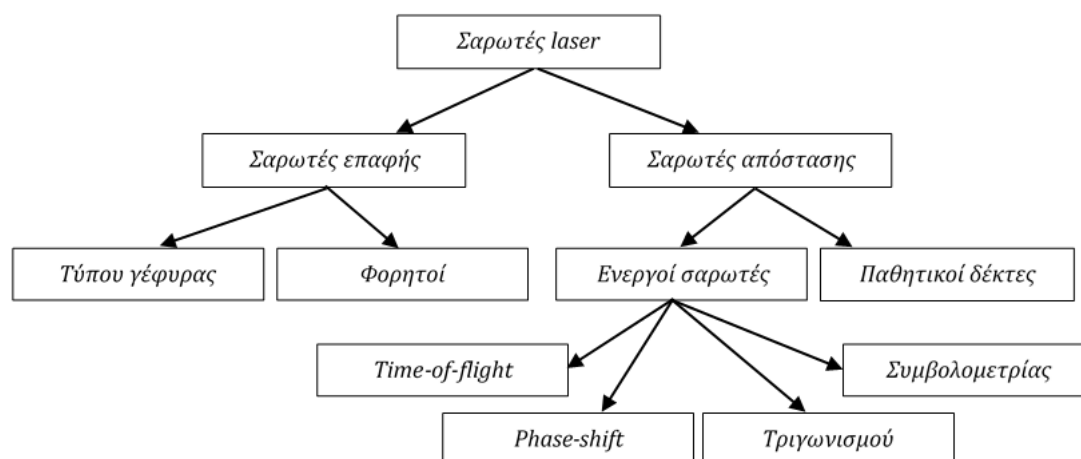 Σαρωτές laser
Σαρωτές επαφής
Σαρωτές απόστασης
Τύπου γέφυρας
Φορητοί
Ενεργοί σαρωτές
Παθητικοί δέκτες
Time-of-flight
Συμβολομετρίας
Phase-shift
Τριγωνισμού